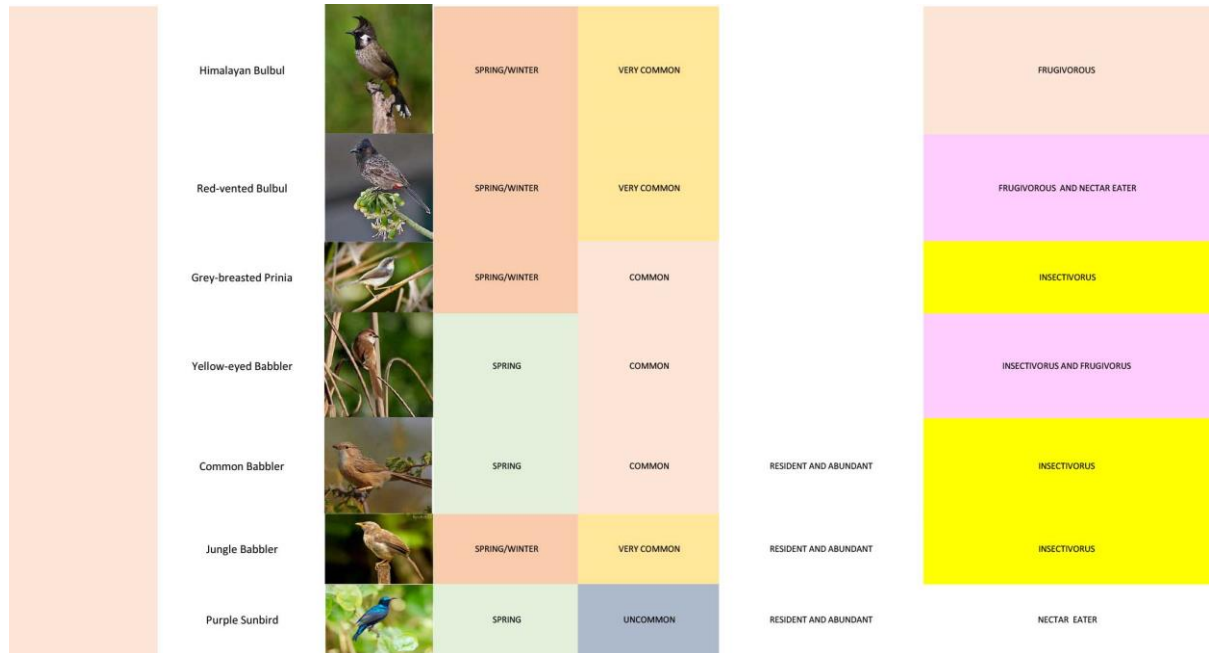 Himalayan Bulbul SPRING/WINTER VERY COMMON FRUGIVOROUS
Red-vented Bulbul SPRING/WINTER VERY COMMON FRUGIVOROUS AND NECTAR EATER
Grey-breasted Prinia SPRING/WINTER COMMON INSECTIVORUS
Yellow-eyed Babbler SPRING COMMON INSECTIVORUS AND FRUGIVORUS
Common Babbler SPRING COMMON RESIDENT AND ABUNDANT INSECTIVORUS
Jungle Babbler SPRING/WINTER VERY COMMON RESIDENT AND ABUNDANT INSECTIVORUS
Purple Sunbird SPRING UNCOMMON RESIDENT AND ABUNDANT NECTAR EATER